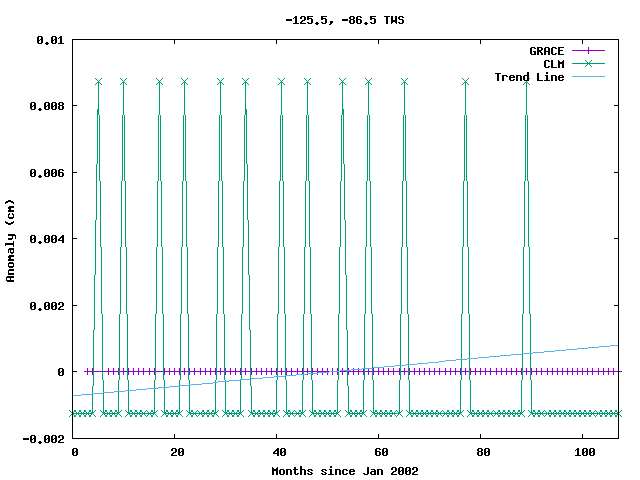 -125.5, -86.5 TWS
0.01
GRACE
CLM
Trend Line
0.008
0.006
0.004
0.002
0
-0.002
Anomaly (cm)
0 20 40 60 80 100
Months since Jan 2002